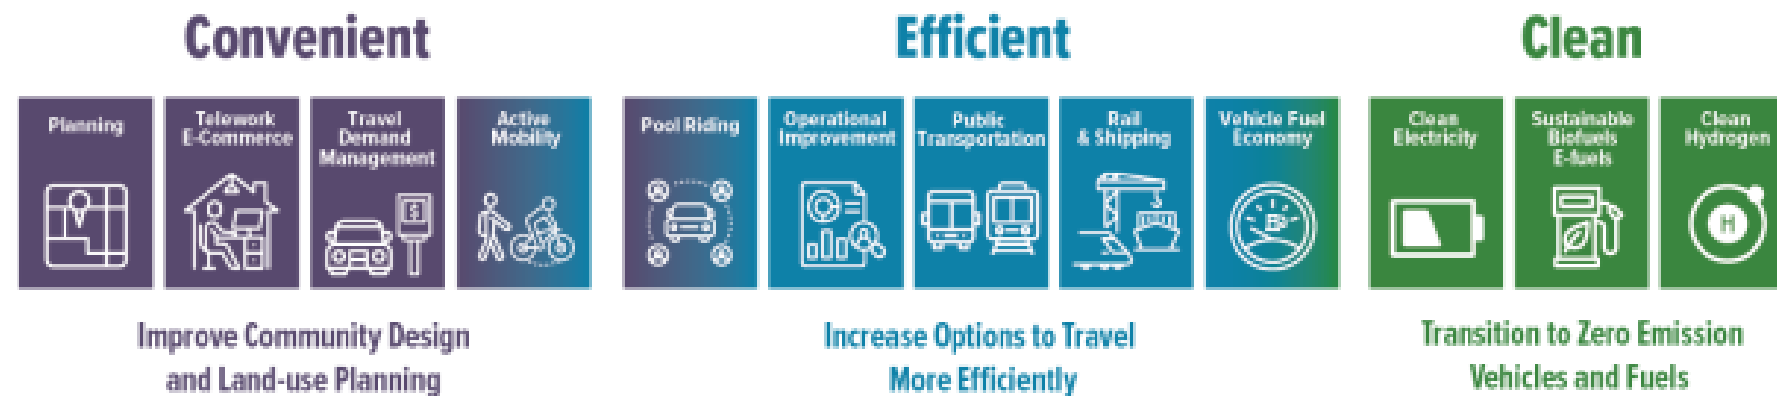 Convenient
Planning
Telework
E-Commerce
Travel
Demand
Management
Active
Mobility
Improve Community Design
and Land-use Planning
Efficient
Pool Riding
Operational
Improvement
Public
Transportation
Rail
& Shipping
Vehicle Fuel
Economy
Increase Options to Travel
More Efficiently
Clean
Clean
Electricity
Sustainable
Biofuels
E-fuels
Clean
Hydrogen
H
Transition to Zero Emission
Vehicles and Fuels